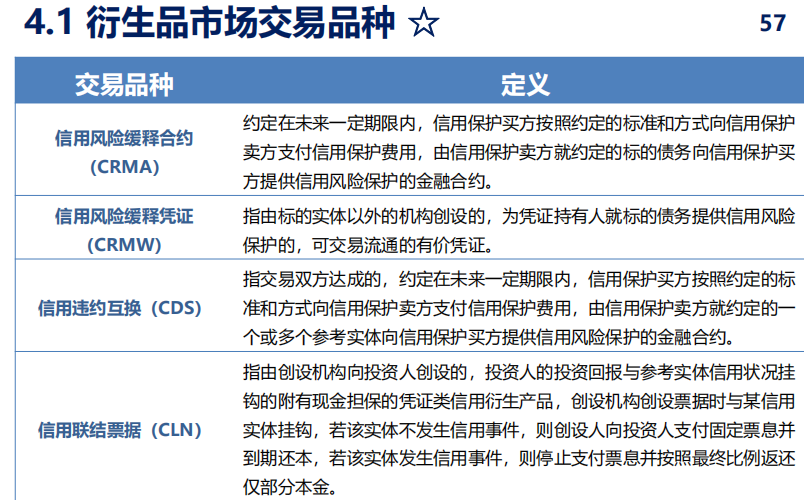 4.1 衍生品市场交易品种 ☆
57
交易品种
定义
信用风险缓释合约
（CRMA）
约定在未来一定期限内，信用保护买方按照约定的标准和方式向信用保护
卖方支付信用保护费用，由信用保护卖方就约定的标的债务向信用保护买
方提供信用风险保护的金融合约。
信用风险缓释凭证
（CRMW）
指由标的实体以外的机构创设的，为凭证持有人就标的债务提供信用风险
保护的，可交易流通的有价凭证。
信用违约互换（CDS）
指交易双方达成的，约定在未来一定期限内，信用保护买方按照约定的标
准和方式向信用保护卖方支付信用保护费用，由信用保护卖方就约定的一
个或多个参考实体向信用保护买方提供信用风险保护的金融合约。
信用联结票据（CLN）
指由创设机构向投资人创设的，投资人的投资回报与参考实体信用状况挂
钩的附有现金担保的凭证类信用衍生产品，创设机构创设票据时与某信用
实体挂钩，若该实体不发生信用事件，则创设人向投资人支付固定票息并
到期还本，若该实体发生信用事件，则停止支付票息并按照最终比例返还
仅部分本金。